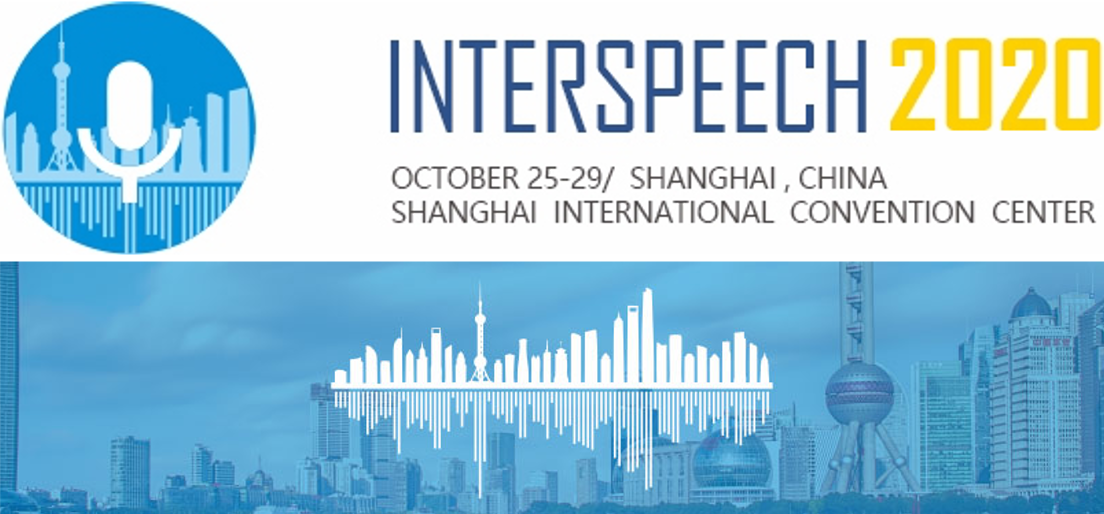 INTERSPEECH 2020
OCTOBER 25-29/ SHANGHAI , CHINA
SHANGHAI INTERNATIONAL CONVENTION CENTER